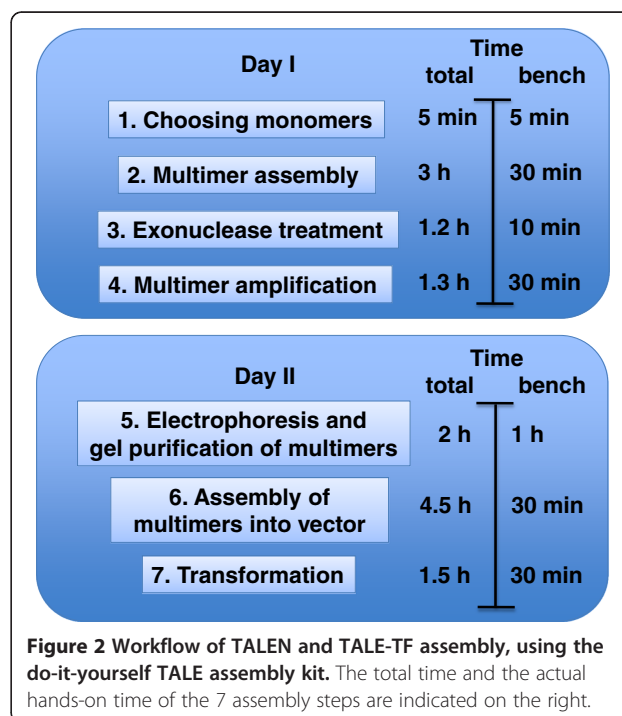 Day I
Time
total bench
1. Choosing monomers 5 min 5 min
2. Multimer assembly 3 h 30 min
3. Exonuclease treatment 1.2 h 10 min
4. Multimer amplification 1.3 h 30 min
Day II
Time
total bench
5. Electrophoresis and
gel purification of multimers 2 h 1 h
6. Assembly of
multimers into vector 4.5 h 30 min
7. Transformation 1.5 h 30 min
Figure 2 Workflow of TALEN and TALE-TF assembly, using the
do-it-yourself TALE assembly kit. The total time and the actual
hands-on time of the 7 assembly steps are indicated on the right.